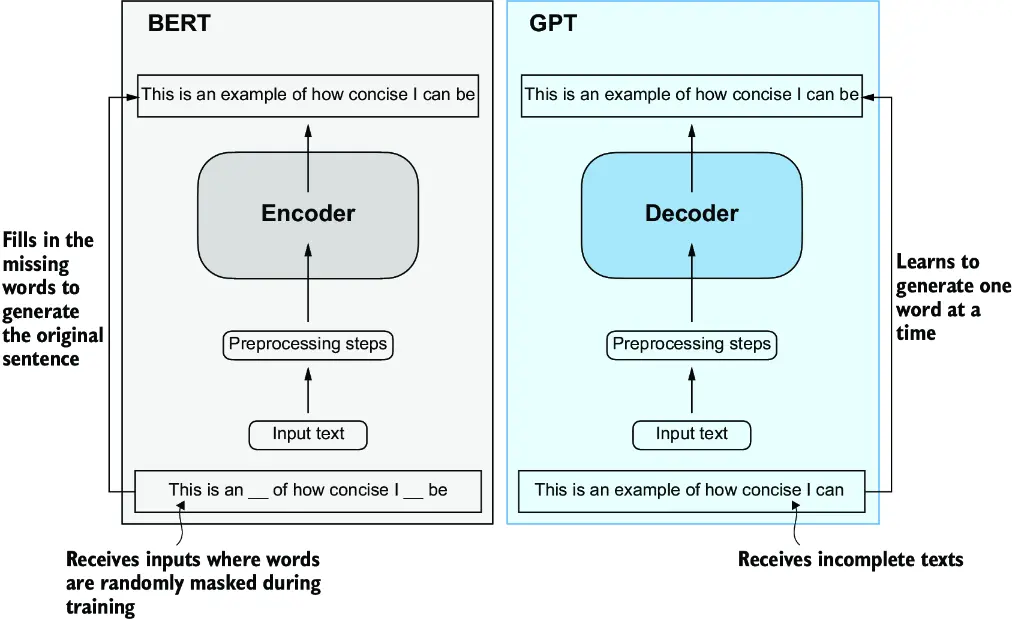 BERT
This is an example of how concise I can be
Encoder
Fills in the
missing
words to
generate
the original
sentence
Preprocessing steps
Input text
This is an __ of how concise I __ be
Receives inputs where words
are randomly masked during
training
GPT
This is an example of how concise I can be
Decoder
Learns to
generate one
word at a
time
Preprocessing steps
Input text
This is an example of how concise I can
Receives incomplete texts